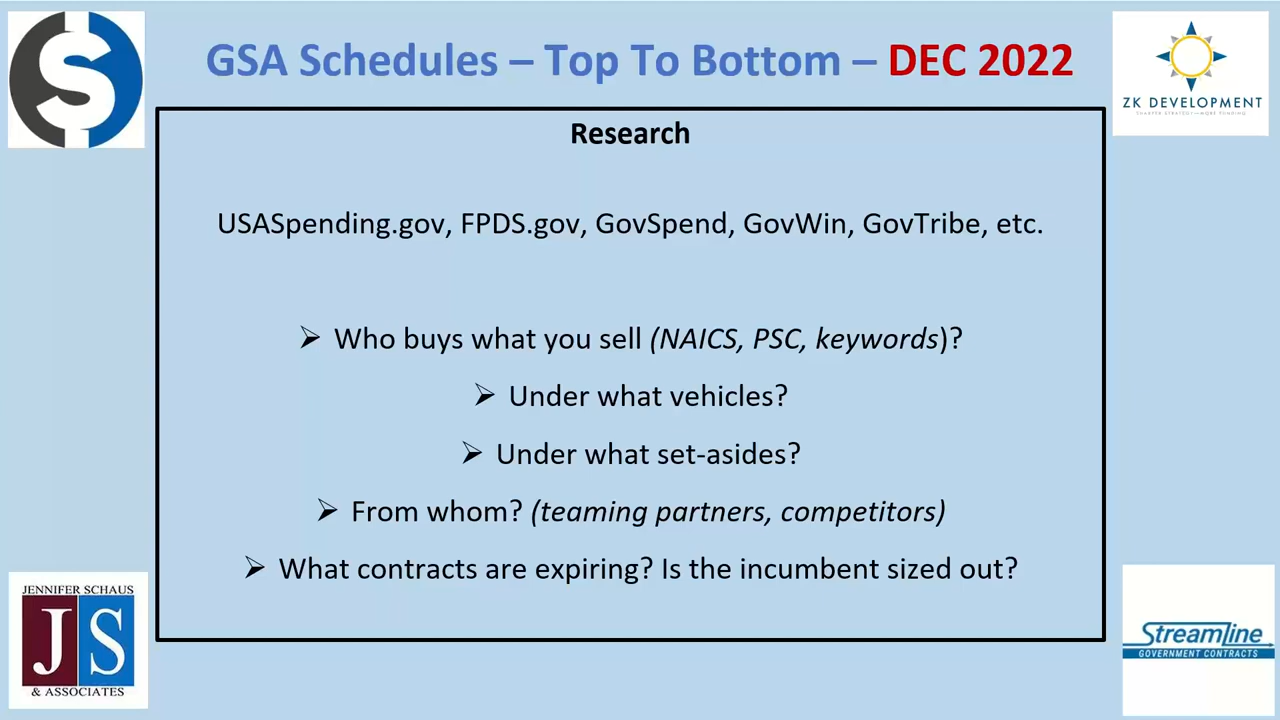 GSA Schedules – Top To Bottom – DEC 2022
ZK DEVELOPMENT
Research
USASpending.gov, FPDS.gov, GovSpend, GovWin, GovTribe, etc.
➢ Who buys what you sell (NAICS, PSC, keywords)?
➢ Under what vehicles?
➢ Under what set-asides?
➢ From whom? (teaming partners, competitors)
➢ What contracts are expiring? Is the incumbent sized out?
JENNIFER SCHAUS
JS
& ASSOCIATES
Streamline
GOVERNMENT CONTRACTS